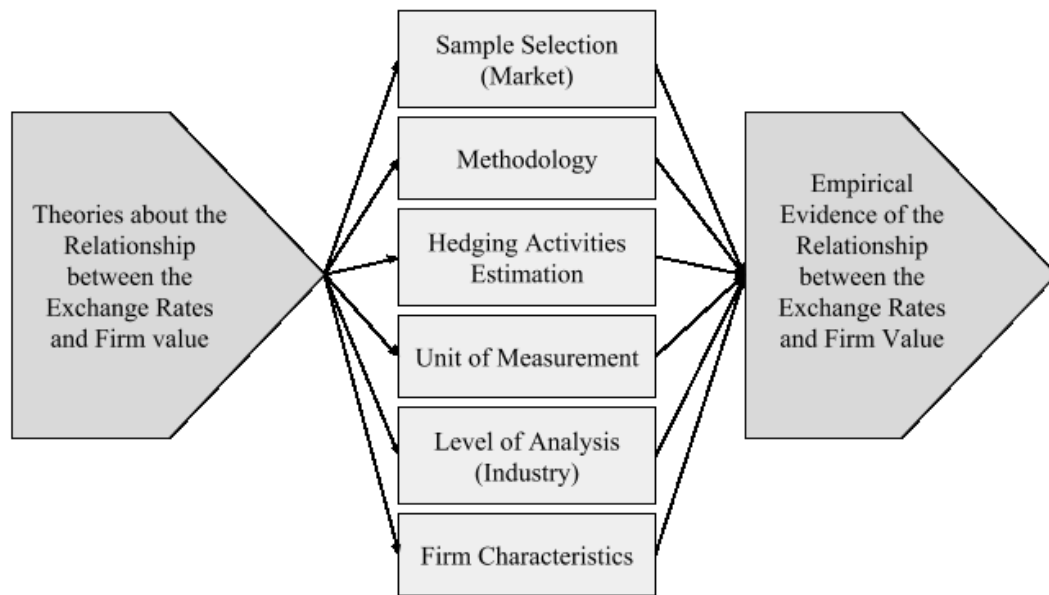 Theories about the
Relationship
between the
Exchange Rates
and Firm value
Sample Selection
(Market)
Methodology
Hedging Activities
Estimation
Unit of Measurement
Level of Analysis
(Industry)
Firm Characteristics
Empirical
Evidence of the
Relationship
between the
Exchange Rates
and Firm Value